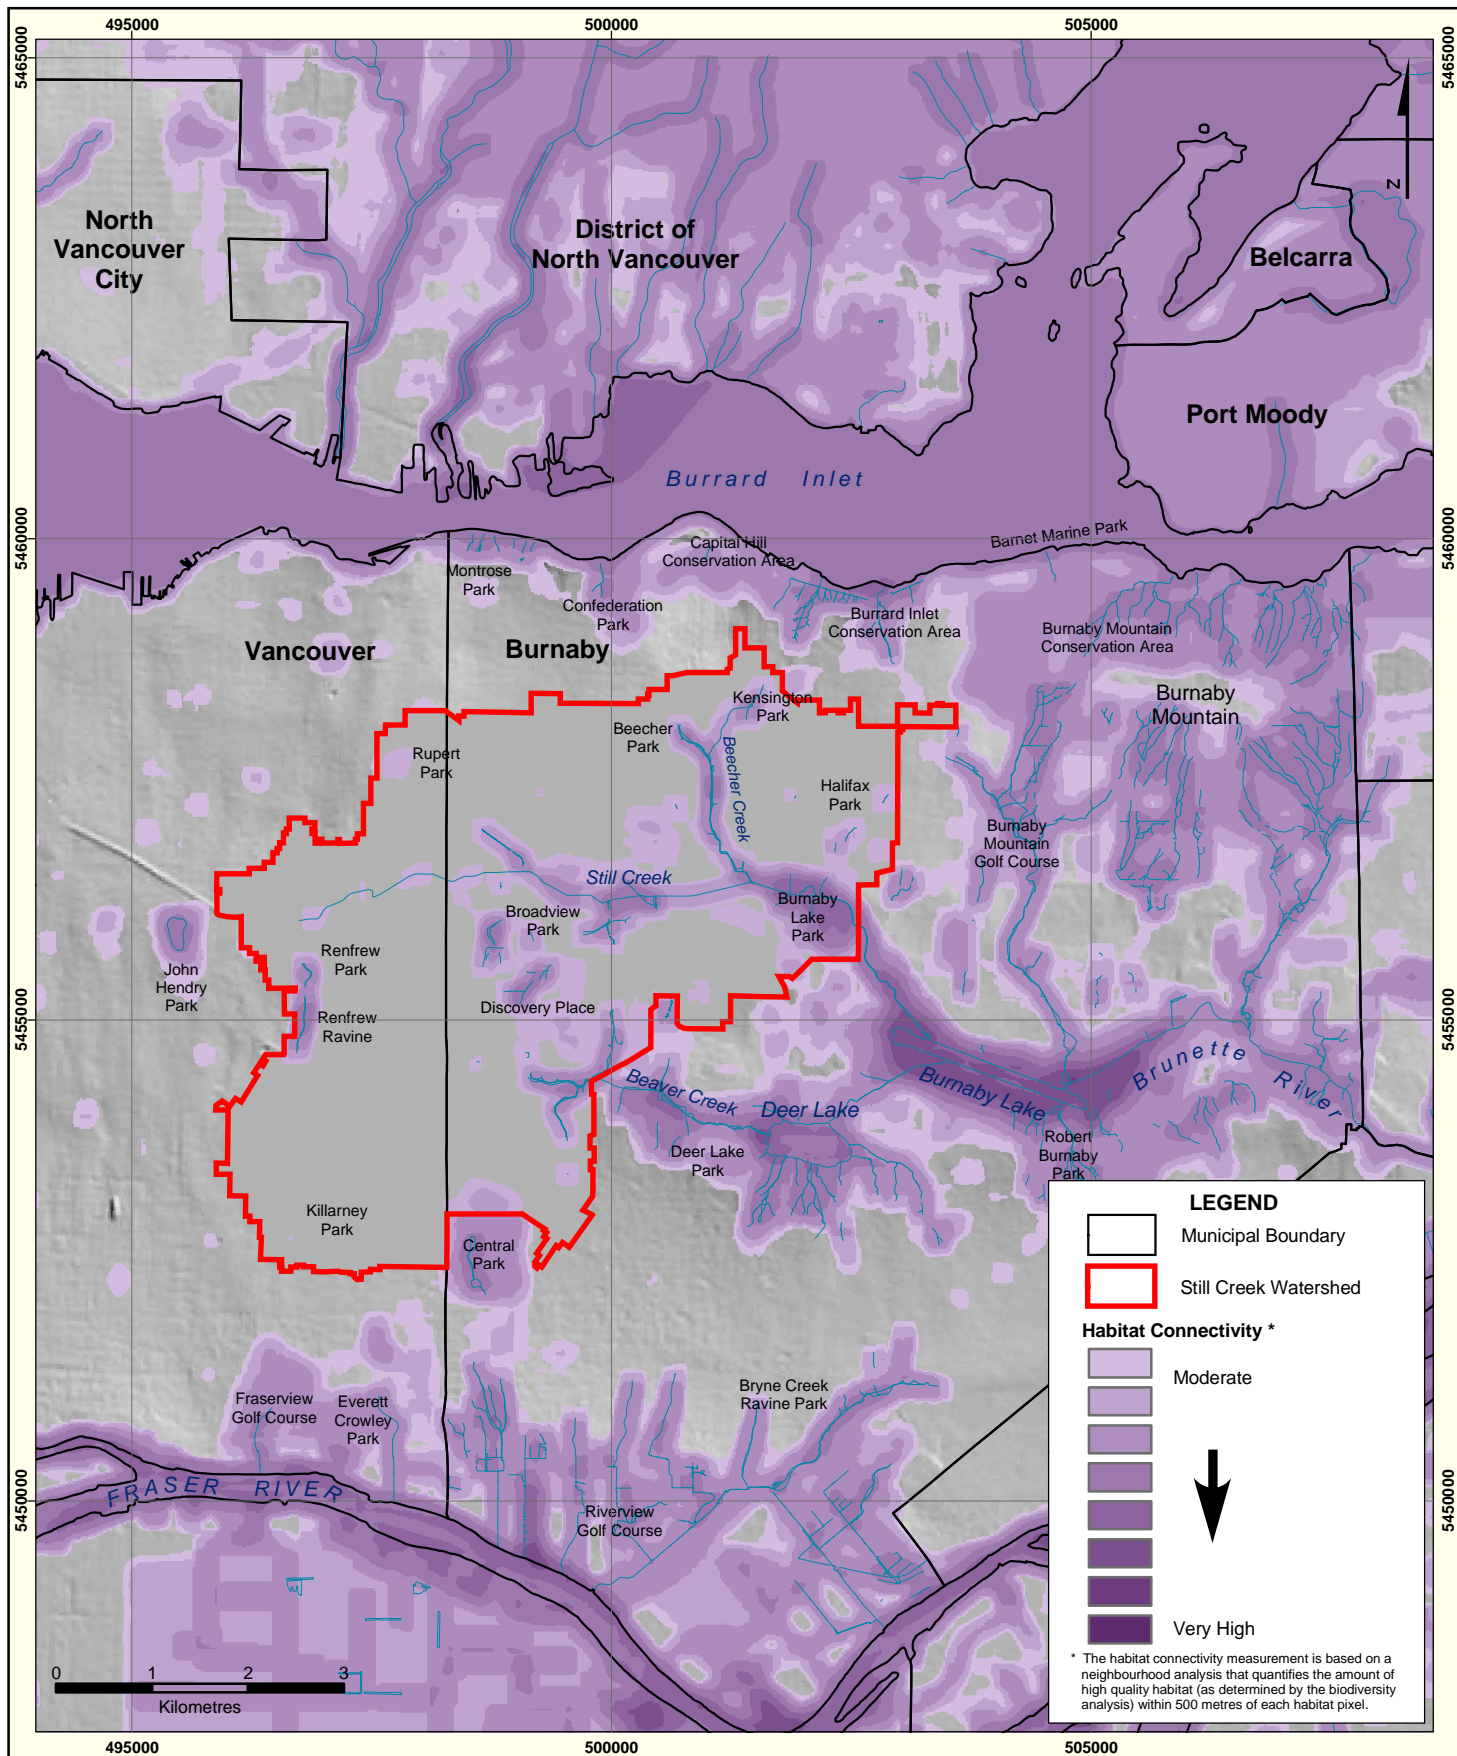 495000
500000
505000
5465000
5465000
N
North
Vancouver
City
District of
North Vancouver
Belcarra
Port Moody
Burrard Inlet
5460000
5460000
Barnet Marine Park
Capital Hill
Conservation Area
Montrose
Park
Confederation
Park
Burrard Inlet
Conservation Area
Burnaby Mountain
Conservation Area
Vancouver
Burnaby
Burnaby
Mountain
Kensington
Park
Beecher
Park
Rupert
Park
Beecher Creek
Halifax
Park
Burnaby
Mountain
Golf Course
Still Creek
Broadview
Park
Burnaby
Lake
Park
Renfrew
Park
John
Hendry
Park
Discovery Place
Renfrew
Ravine
5455000
5455000
Beaver Creek
Deer Lake
Burnaby Lake
Brunette
River
Deer Lake
Park
Robert
Burnaby
Park
Killarney
Park
Central
Park
Fraserview
Golf Course
Everett
Crowley
Park
Bryne Creek
Ravine Park
FRASER RIVER
Riverview
Golf Course
5450000
5450000
LEGEND
Municipal Boundary
Still Creek Watershed
Habitat Connectivity *
Moderate
Very High
* The habitat connectivity measurement is based on a
neighbourhood analysis that quantifies the amount of
high quality habitat (as determined by the biodiversity
analysis) within 500 metres of each habitat pixel.
0 1 2 3
Kilometres
495000
500000
505000